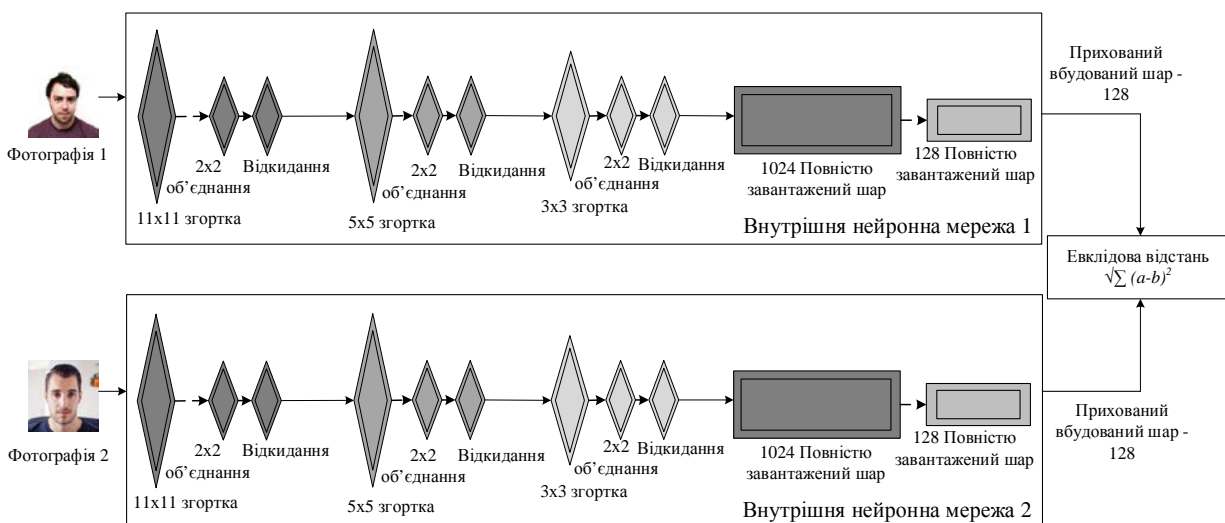 Фотографія 1
11x11 згортка
2x2
об’єднання
Відкидання
5x5 згортка
2x2
об’єднання
Відкидання
3x3 згортка
2x2
об’єднання
Відкидання
1024 Повністю
завантажений шар
128 Повністю
завантажений шар
Внутрішня нейронна мережа 1
Прихований
вбудований шар -
128
Евклідова відстань
√∑ (a-b)²
Фотографія 2
11x11 згортка
2x2
об’єднання
Відкидання
5x5 згортка
2x2
об’єднання
Відкидання
3x3 згортка
2x2
об’єднання
Відкидання
1024 Повністю
завантажений шар
128 Повністю
завантажений шар
Внутрішня нейронна мережа 2
Прихований
вбудований шар -
128